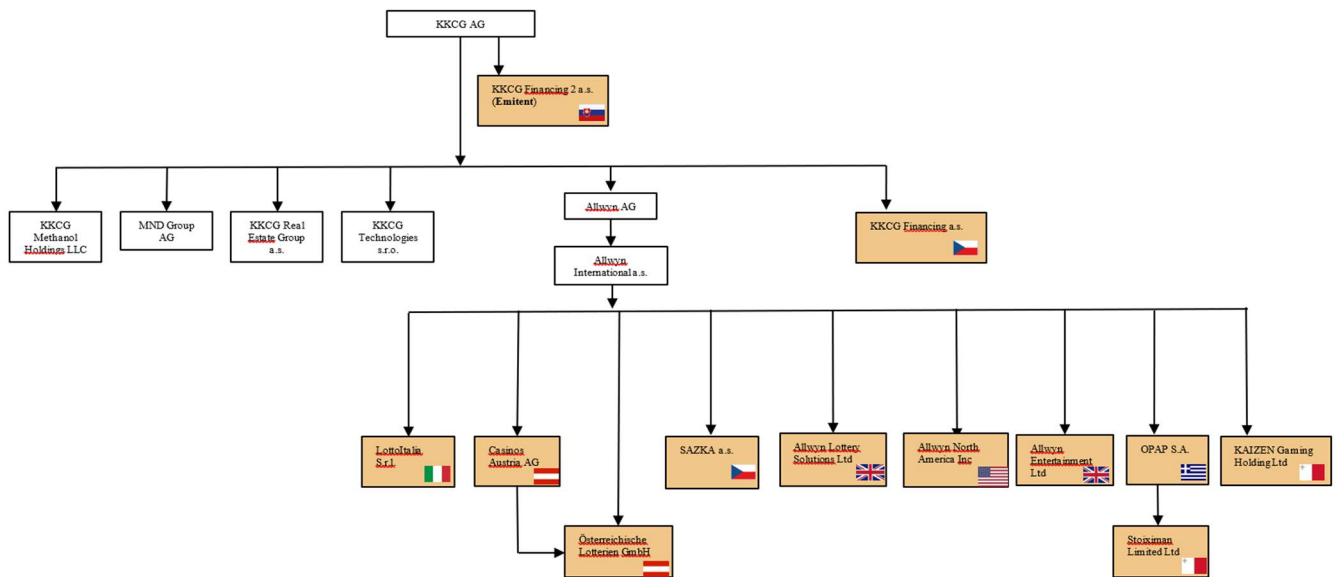 KKCG AG
KKCG Financing 2 a.s.
(Emitent)
KKCG
Methanol
Holdings LLC
MND Group
AG
KKCG Real
Estate Group
a.s.
KKCG
Technologies
s.r.o.
Allwyn AG
KKCG Financing a.s.
Allwyn
International a.s.
LottoItalia
S.r.l.
Casinos
Austria AG
SAZKA a.s.
Allwyn Lottery
Solutions Ltd
Allwyn North
America Inc
Allwyn
Entertainment
Ltd
OPAP S.A.
KAIZEN Gaming
Holding Ltd
Österreichische
Lotterien GmbH
Stoiximan
Limited Ltd